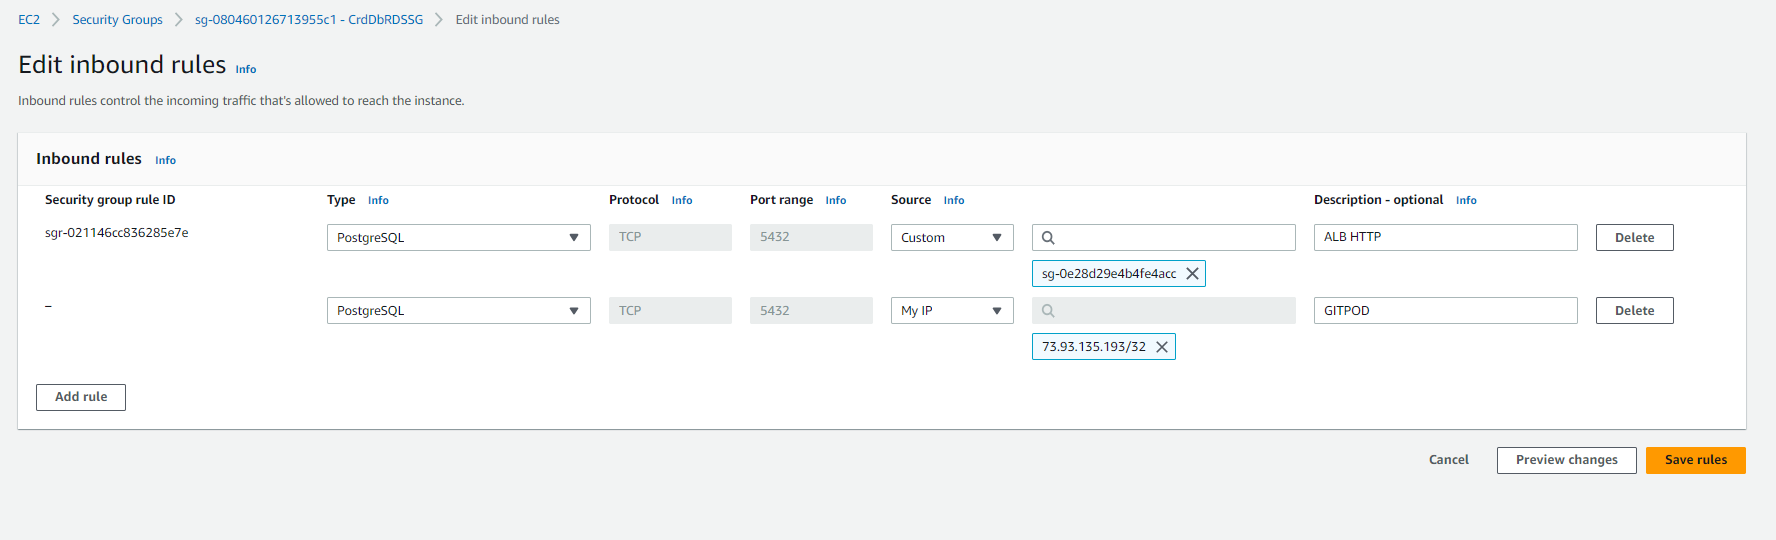 EC2 > Security Groups > sg-080460126713955c1 - CrdDbRDSSG > Edit inbound rules
Edit inbound rules Info
Inbound rules control the incoming traffic that's allowed to reach the instance.
Inbound rules Info
Security group rule ID Type Info Protocol Info Port range Info Source Info Description - optional Info
sgr-021146cc836285e7e PostgreSQL TCP 5432 Custom ALB HTTP Delete
sg-0e28d29e4b4fe4acc
– PostgreSQL TCP 5432 My IP GITPOD Delete
73.93.135.193/32
Add rule
Cancel Preview changes Save rules